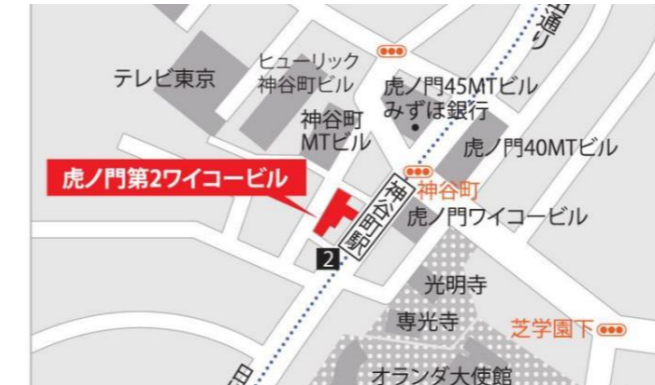 通り
テレビ東京
ヒューリック
神谷町ビル
虎ノ門45MTビル
みずほ銀行
神谷町
MTビル
虎ノ門40MTビル
虎ノ門第2ワイコービル
神谷町
神谷町駅
虎ノ門ワイコービル
2
光明寺
専光寺
芝学園下
オランダ大使館
日